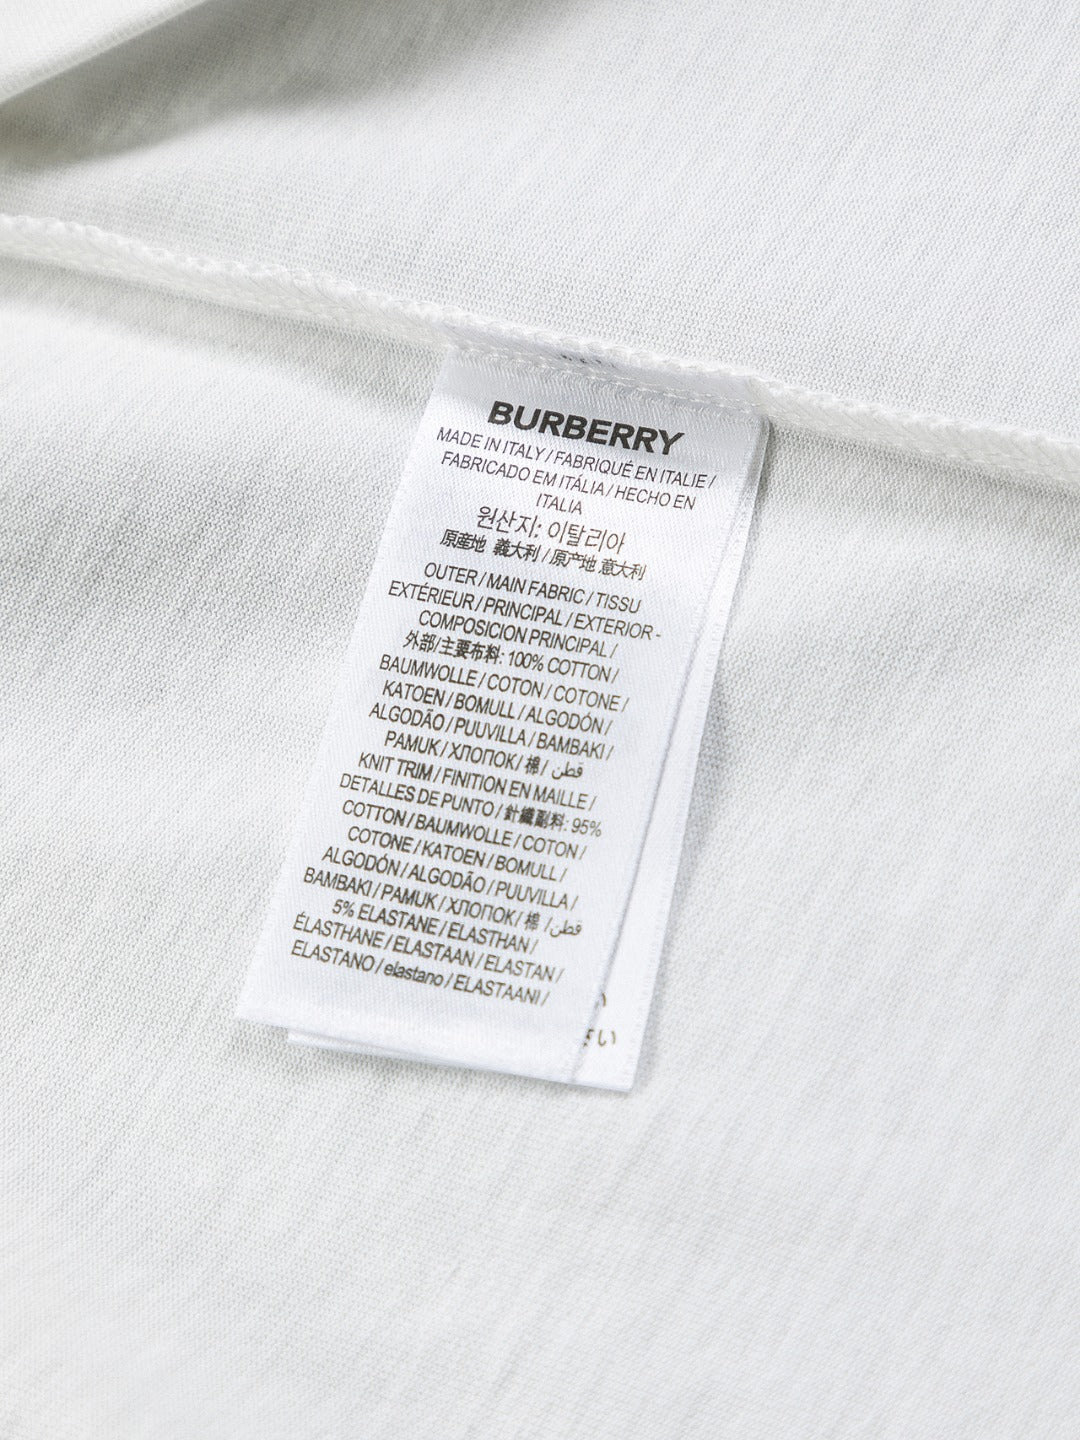 BURBERRY
MADE IN ITALY / FABRIQUÉ EN ITALIE /
FABRICADO EM ITÁLIA / HECHO EN
ITALIA
원산지: 이탈리아
原産地 義大利 / 原产地 意大利
OUTER / MAIN FABRIC / TISSU
EXTÉRIEUR / PRINCIPAL / EXTERIOR -
COMPOSICION PRINCIPAL /
外部/主要布料: 100% COTTON /
BAUMWOLLE / COTON / COTONE /
KATOEN / BOMULL / ALGODÓN /
ALGODÃO / PUUVILLA / BAMBAKI /
PAMUK / ХЛОПОК / 棉 / قطن
KNIT TRIM / FINITION EN MAILLE /
DETALLES DE PUNTO / 針織副料: 95%
COTTON / BAUMWOLLE / COTON /
COTONE / KATOEN / BOMULL /
ALGODÓN / ALGODÃO / PUUVILLA /
BAMBAKI / PAMUK / ХЛОПОК / 棉 / قطن
5% ELASTANE / ELASTHAN /
ÉLASTHANE / ELASTAAN / ELASTAN /
ELASTANO / elastano / ELASTAANI /